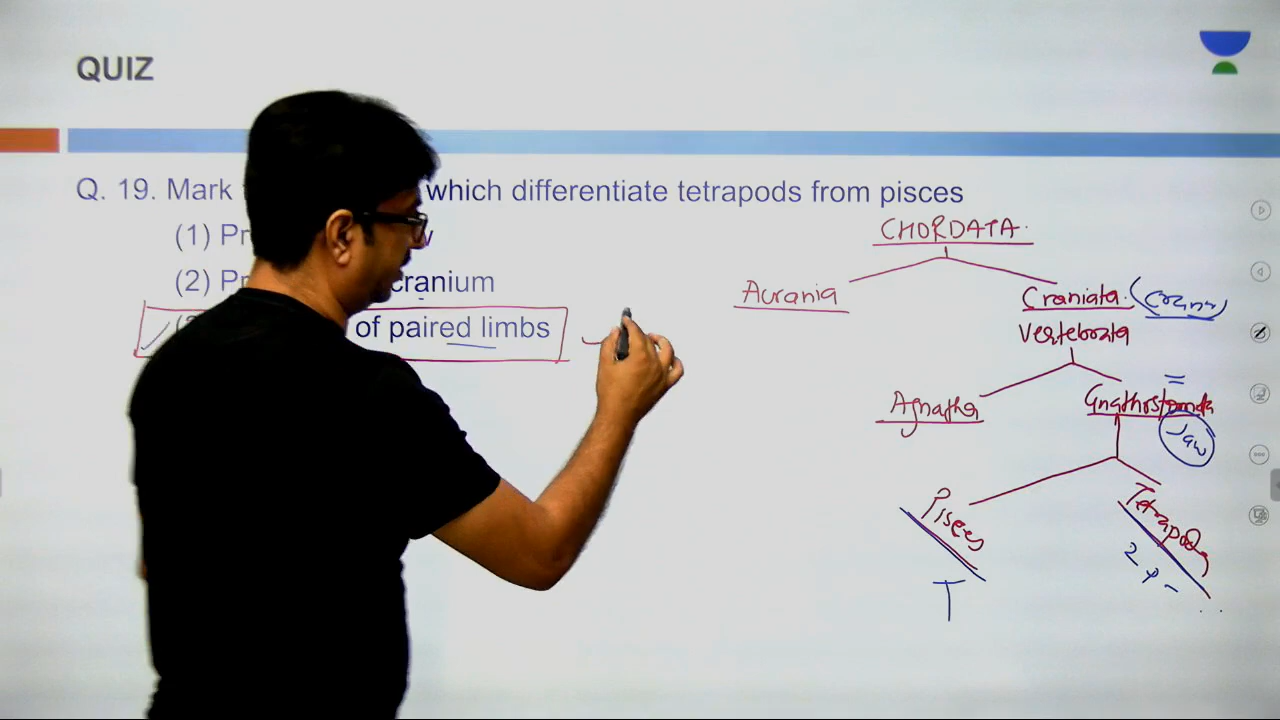 QUIZ
Q. 19. Mark which differentiate tetrapods from pisces
(1) Pr
(2) Pr cranium
of paired limbs
CHORDATA.
Acrania
Craniata.
Vertebrata
Agnatha
Gnathostomata
Jaw
Pisces
Tetrapoda
T
2 p